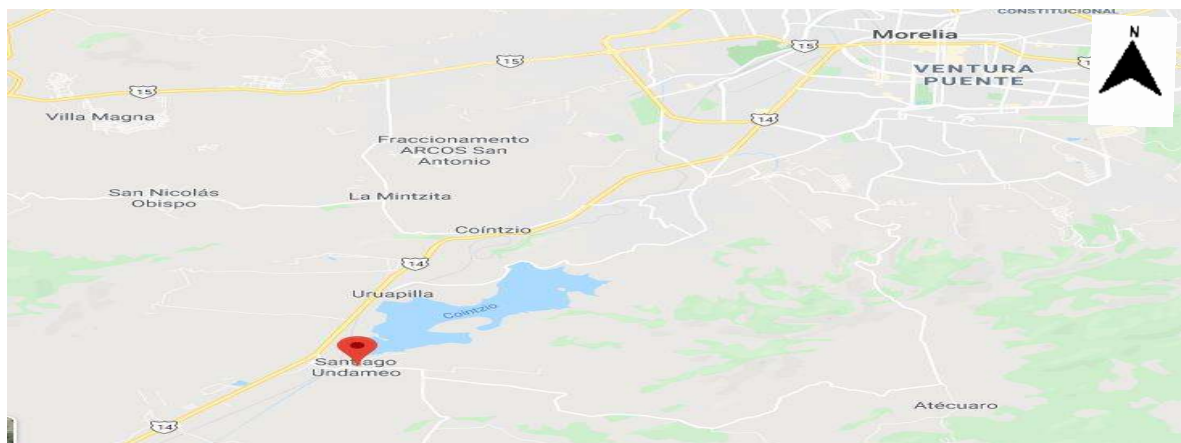 CONSTITUCIONAL
N
Morelia
15
15
VENTURA
PUENTE
15
Villa Magna
14
Fraccionamento
ARCOS San
Antonio
San Nicolás
Obispo
La Mintzita
Coíntzio
14
Uruapilla
Cointzio
Santiago
Undameo
Atécuaro
14